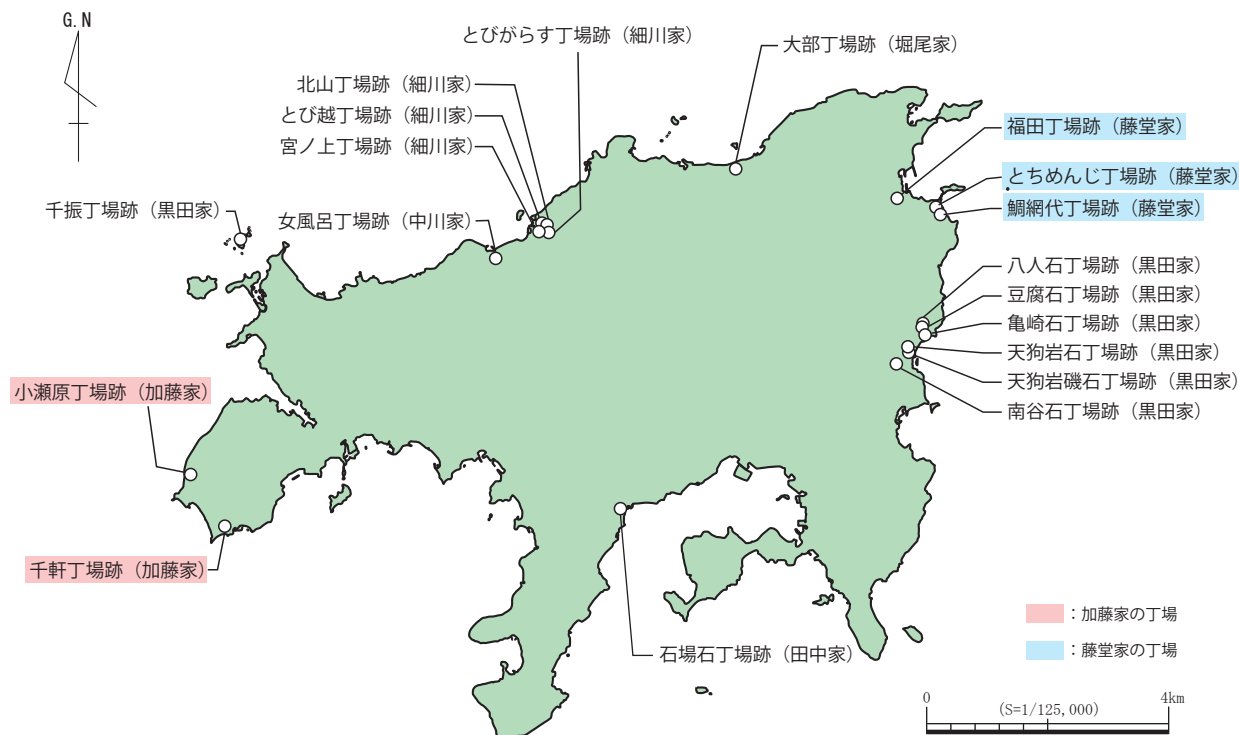 G.N
とびがらす丁場跡（細川家）
大部丁場跡（堀尾家）
北山丁場跡（細川家）
とび越丁場跡（細川家）
宮ノ上丁場跡（細川家）
福田丁場跡（藤堂家）
とちめんじ丁場跡（藤堂家）
鯛網代丁場跡（藤堂家）
千振丁場跡（黒田家）
女風呂丁場跡（中川家）
八人石丁場跡（黒田家）
豆腐石丁場跡（黒田家）
亀崎石丁場跡（黒田家）
天狗岩石丁場跡（黒田家）
天狗岩磯石丁場跡（黒田家）
南谷石丁場跡（黒田家）
小瀬原丁場跡（加藤家）
千軒丁場跡（加藤家）
石場石丁場跡（田中家）
：加藤家の丁場
：藤堂家の丁場
0
4km
(S=1/125,000)